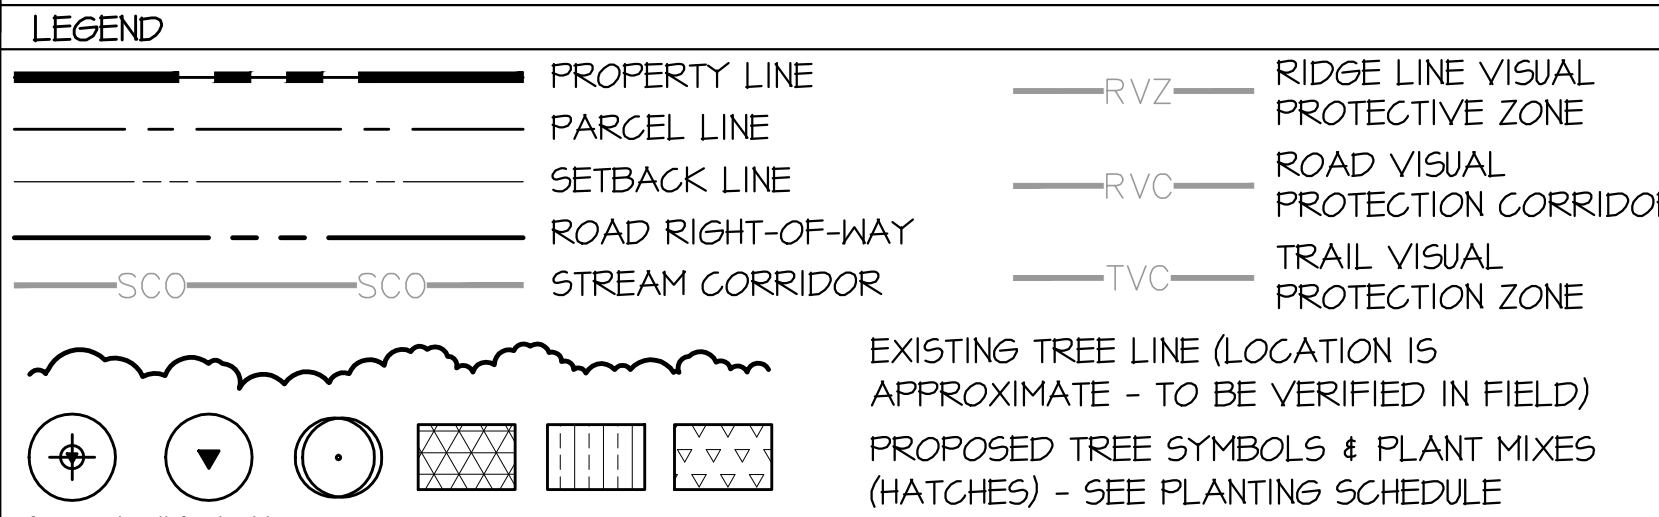 LEGEND
PROPERTY LINE
PARCEL LINE
SETBACK LINE
ROAD RIGHT-OF-WAY
SCO SCO STREAM CORRIDOR
RVZ RIDGE LINE VISUAL
PROTECTIVE ZONE
RVC ROAD VISUAL
PROTECTION
TVC TRAIL VISUAL
PROTECTION ZONE
EXISTING TREE LINE (LOCATION IS
APPROXIMATE - TO BE VERIFIED IN FIELD)
PROPOSED TREE SYMBOLS & PLANT MIXES
(HATCHES) - SEE PLANTING SCHEDULE